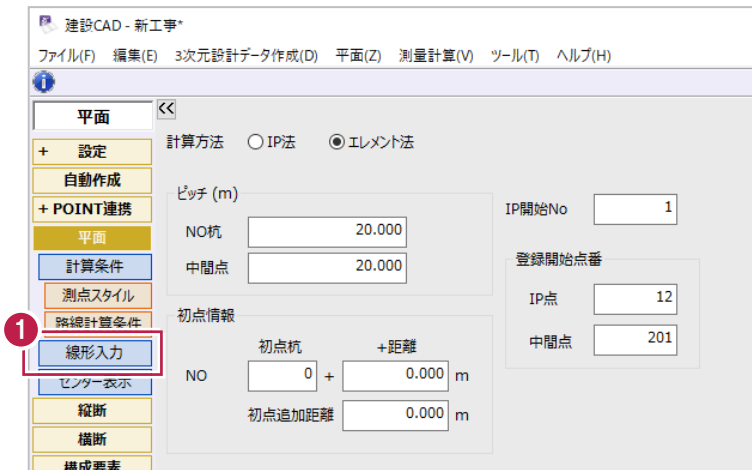 建設CAD - 新工事*
ファイル(F) 編集(E) 3次元設計データ作成(D) 平面(Z) 測量計算(V) ツール(T) ヘルプ(H)
平面
<<
計算方法 IP法 エレメント法
+ 設定
自動作成
+ POINT連携
平面
計算条件
測点スタイル
路線計算条件
1
線形入力
センター表示
縦断
横断
構成要素
ピッチ (m)
NO杭 20.000
中間点 20.000
初点情報
初点杭 +距離
NO 0 + 0.000 m
初点追加距離 0.000 m
IP開始No 1
登録開始点番
IP点 12
中間点 201